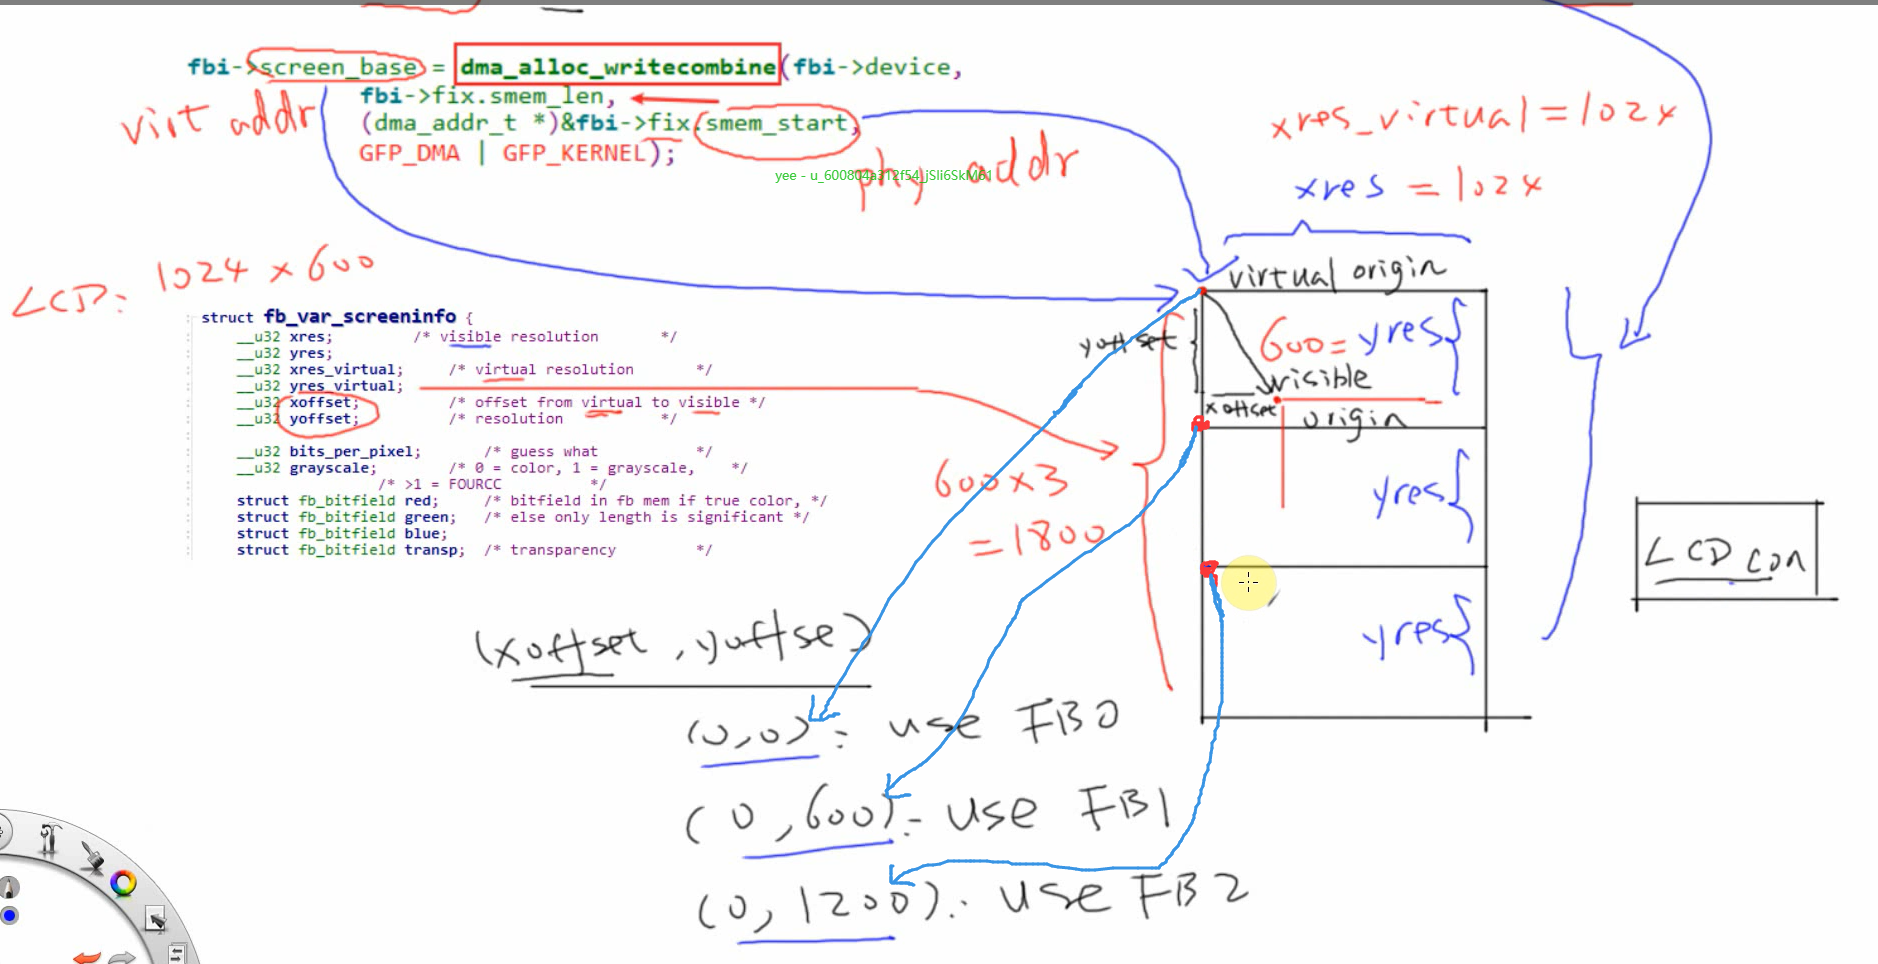 fbi->screen_base = dma_alloc_writecombine(fbi->device,
fbi->fix.smem_len,
(dma_addr_t *)&fbi->fix.smem_start,
GFP_DMA | GFP_KERNEL);
virt addr
phy addr
xres_virtual = 1024
xres = 1024
LCD: 1024 x 600
struct fb_var_screeninfo {
__u32 xres; /* visible resolution */
__u32 yres;
__u32 xres_virtual; /* virtual resolution */
__u32 yres_virtual;
__u32 xoffset; /* offset from virtual to visible */
__u32 yoffset; /* resolution */
__u32 bits_per_pixel; /* guess what */
__u32 grayscale; /* 0 = color, 1 = grayscale, */
/* >1 = FOURCC */
struct fb_bitfield red; /* bitfield in fb mem if true color, */
struct fb_bitfield green; /* else only length is significant */
struct fb_bitfield blue;
struct fb_bitfield transp; /* transparency */
virtual origin
yoffset
600 = yres
visible
xoffset
origin
600x3
=1800
yres
yres
LCD con
(xoffset, yoffse)
(0,0): use FB0
(0,600): use FB1
(0,1200): use FB2